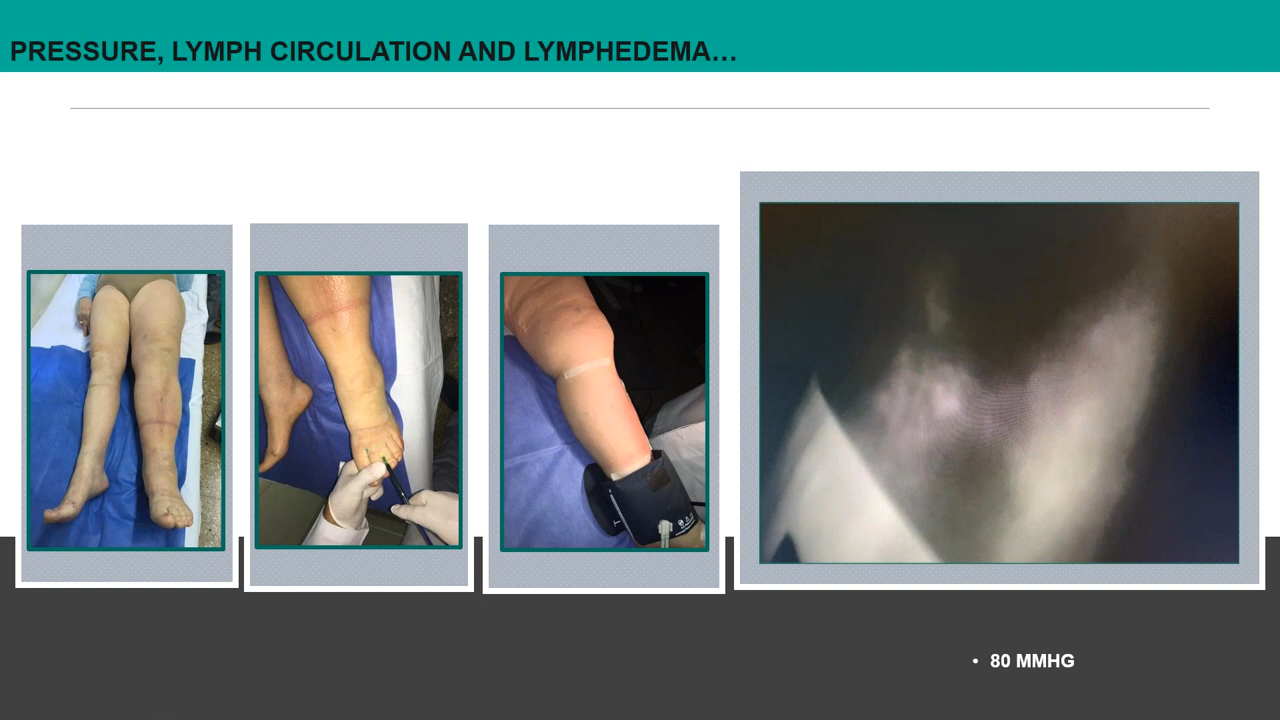 PRESSURE, LYMPH CIRCULATION AND LYMPHEDEMA…
• 80 MMHG